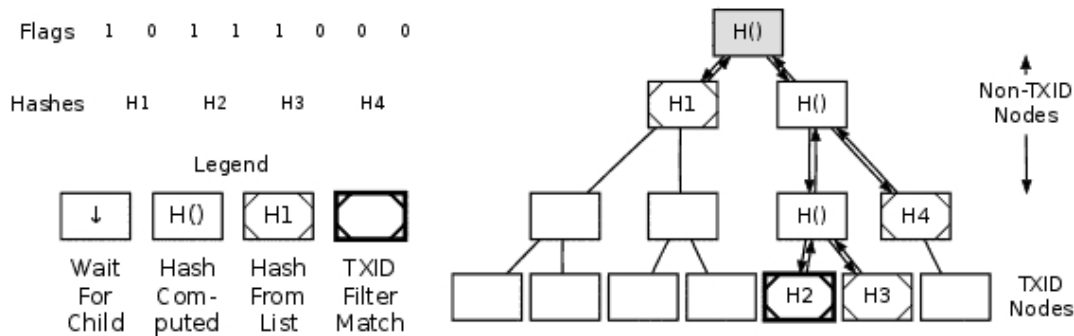 Flags 1 0 1 1 1 0 0 0
Hashes H1 H2 H3 H4
Legend
↓ H() H1
Wait For Child
Hash Com- puted
Hash From List
TXID Filter Match
H()
H1 H()
H() H4
H2 H3
Non-TXID
Nodes
TXID
Nodes